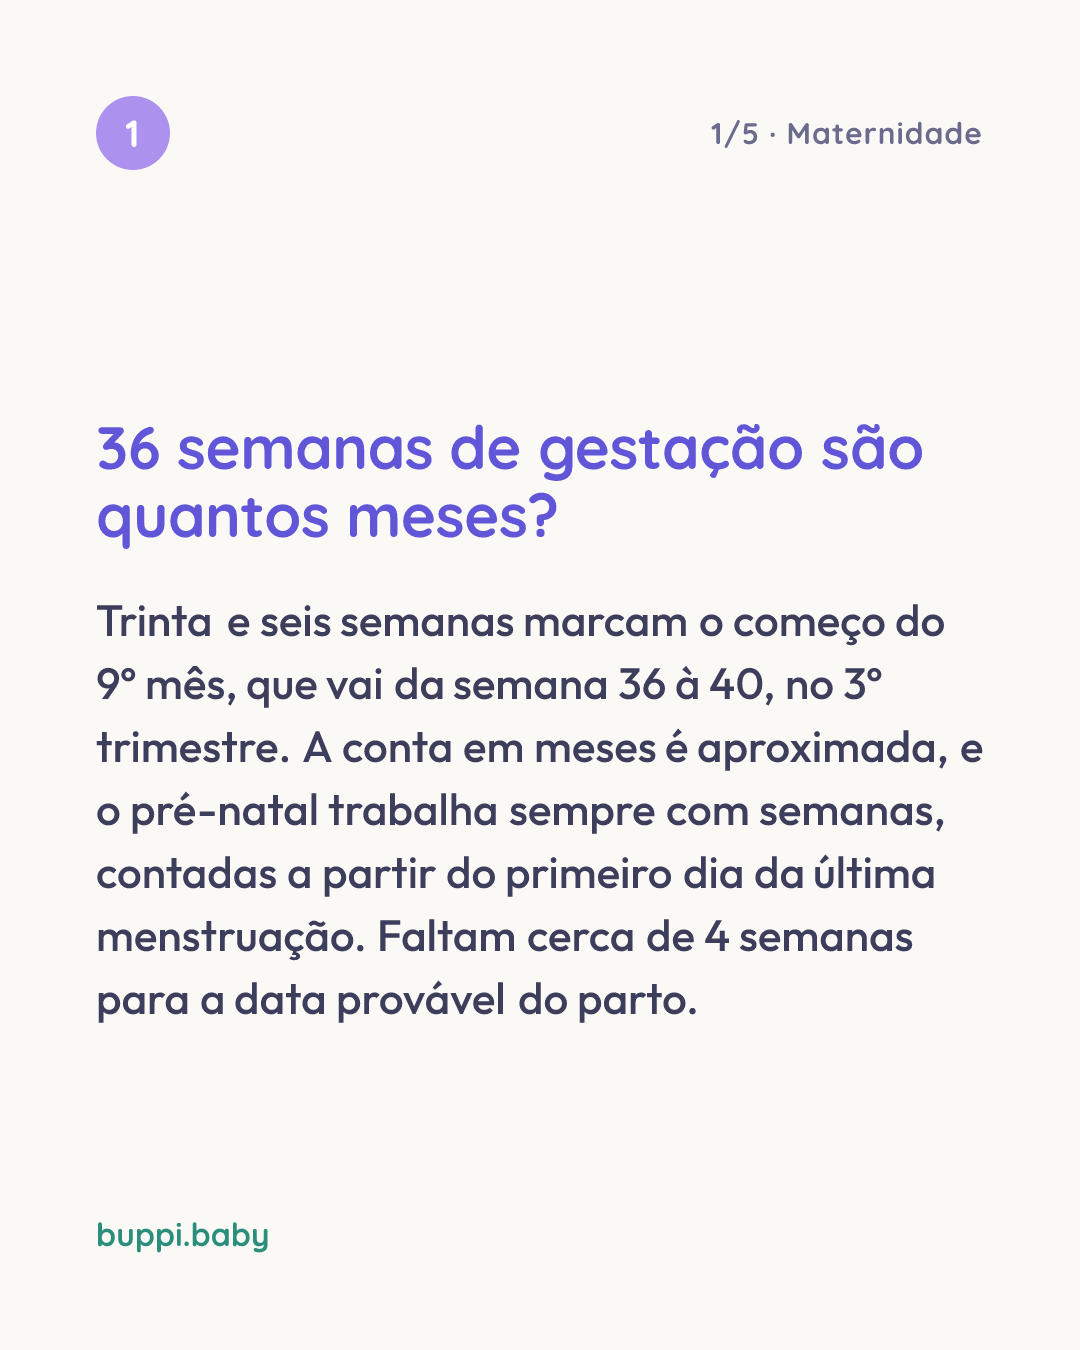 1
1/5 · Maternidade
36 semanas de gestação são
quantos meses?
Trinta e seis semanas marcam o começo do
9º mês, que vai da semana 36 à 40, no 3º
trimestre. A conta em meses é aproximada, e
o pré-natal trabalha sempre com semanas,
contadas a partir do primeiro dia da última
menstruação. Faltam cerca de 4 semanas
para a data provável do parto.
buppi.baby